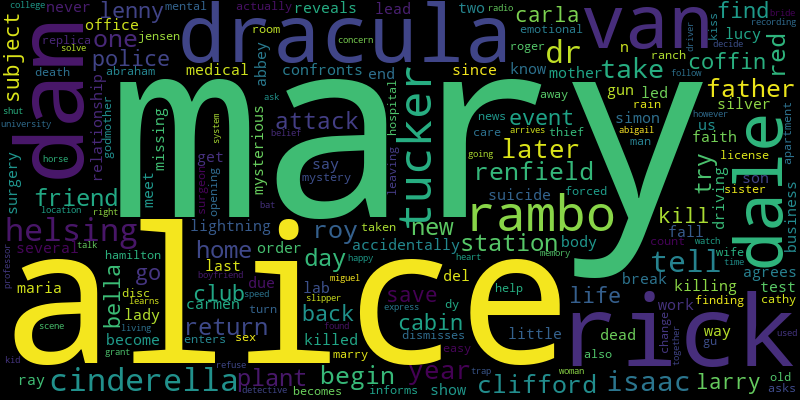 college mental actually reveals lead two radio carla find bride
never lenny dracula van kiss recording
using replica office room emotional decide
jensen police one dr n lucy red driver
solve death abraham medical confronts abbey end since know mother take coffin ranch
subject dan relationship godmother missing attack ask hospital tucker roger event gun led father
shut say news away rain silver
university meet mary care thief simon us dale
horse surgery mysterious system belief later try faith license apartment
friend get mystery leaving renfield man abigail son sister business
location right surgeon opening arrives suicide forced driving however
helsing lightning bat new going rambo kill
several talk roy taken order accidentally station body fall count watch
professor hamilton home day tell wife time
maria go last due lab happy heart del memory life agrees
bella disc learns club boyfriend miguel save help break killing test
lady carmen slipper back express dy cabin little finding cathy
scene living become return turn speed killed dismisses dead way used
kid grant enters sex found marry easy also work change gu together
alice rick
ray cinderella plant begin year clifford isaac larry old
refuse detective becomes informs show trap woman asks